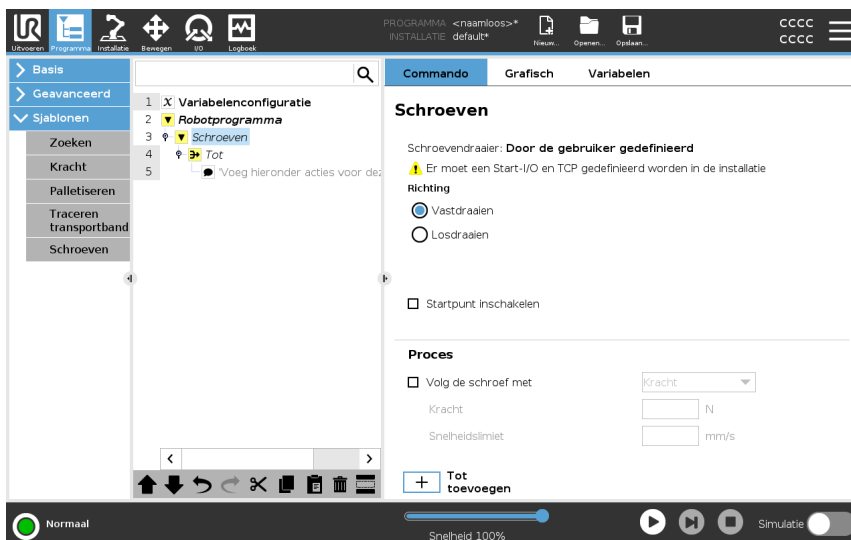 UR
Uitvoeren
Programma
Installatie
Bewegen
I/O
Logboek
PROGRAMMA <naamloos>*
INSTALLATIE default*
Nieuw...
Openen...
Opslaan...
CCCC
CCCC
Basis
Geavanceerd
Sjablonen
Zoeken
Kracht
Palletiseren
Traceren
transportband
Schroeven
1 X Variabelenconfiguratie
2 Robotprogramma
3 Schroeven
4 Tot
5 'Voeg hieronder acties voor dez
Commando
Grafisch
Variabelen
Schroeven
Schroevendraaier: Door de gebruiker gedefinieerd
Er moet een Start-I/O en TCP gedefinieerd worden in de installatie
Richting
Vastdraaien
Losdraaien
Startpunt inschakelen
Proces
Volg de schroef met
Kracht
Kracht
N
Snelheidslimiet
mm/s
+ Tot
toevoegen
Normaal
Snelheid 100%
Simulatie